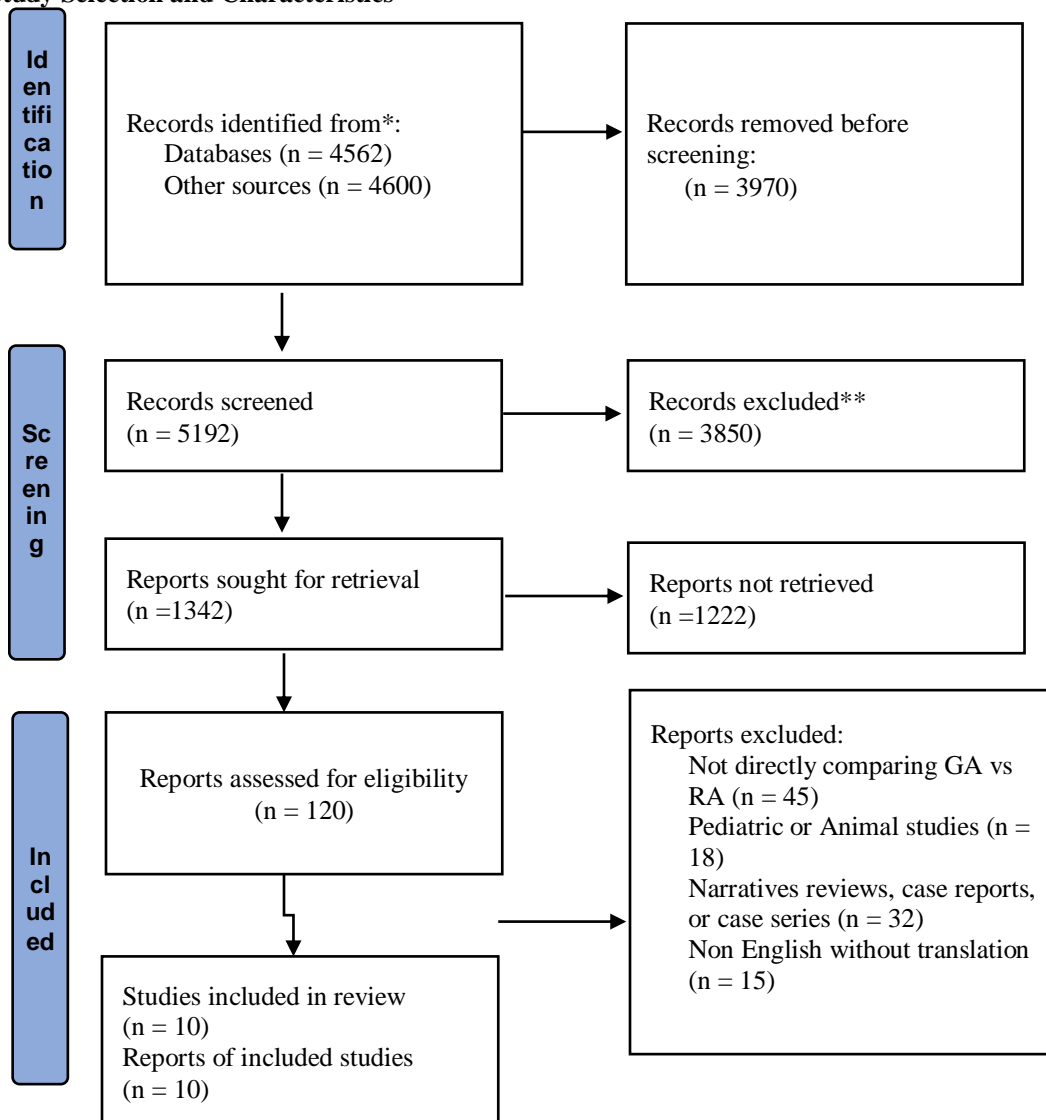 Study Selection and Characteristics
Id
en
tifi
ca
tio
n
Records identified from*:
Databases (n = 4562)
Other sources (n = 4600)
Records removed before
screening:
(n = 3970)
Sc
re
en
in
g
Records screened
(n = 5192)
Records excluded**
(n = 3850)
Reports sought for retrieval
(n =1342)
Reports not retrieved
(n =1222)
In
cl
ud
ed
Reports assessed for eligibility
(n = 120)
Reports excluded:
Not directly comparing GA vs
RA (n = 45)
Pediatric or Animal studies (n =
18)
Narratives reviews, case reports,
or case series (n = 32)
Non English without translation
(n = 15)
Studies included in review
(n = 10)
Reports of included studies
(n = 10)